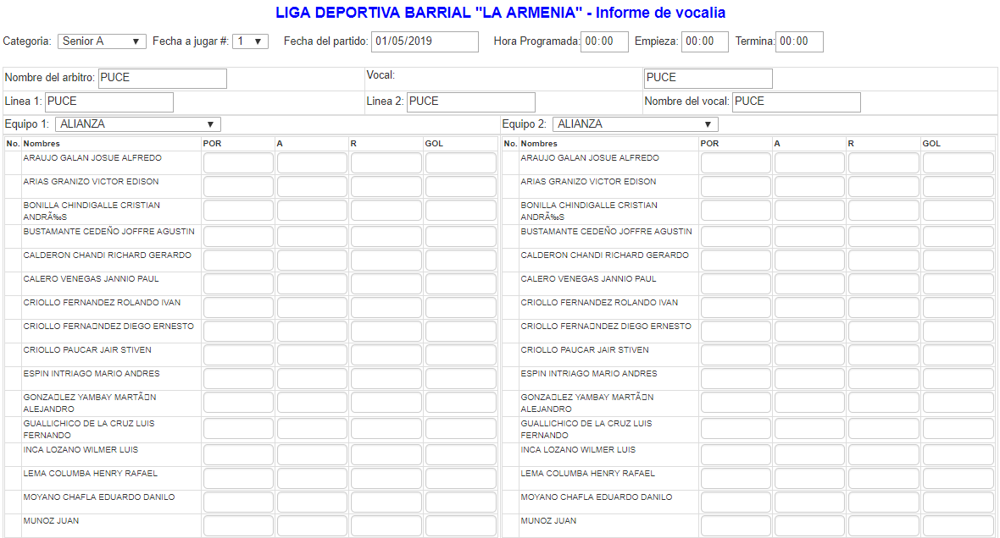 LIGA DEPORTIVA BARRIAL "LA ARMENIA" - Informe de vocalia
Categoria: Senior A Fecha a jugar #: 1 Fecha del partido: 01/05/2019 Hora Programada: 00:00 Empieza: 00:00 Termina: 00:00
Nombre del arbitro: PUCE Vocal: PUCE
Linea 1: PUCE Linea 2: PUCE Nombre del vocal: PUCE
Equipo 1: ALIANZA Equipo 2: ALIANZA
No. Nombres POR A R GOL No. Nombres POR A R GOL
ARAUJO GALAN JOSUE ALFREDO ARAUJO GALAN JOSUE ALFREDO
ARIAS GRANIZO VICTOR EDISON ARIAS GRANIZO VICTOR EDISON
BONILLA CHINDIGALLE CRISTIAN BONILLA CHINDIGALLE CRISTIAN
ANDRÉS ANDRÉS
BUSTAMANTE CEDEÑO JOFFRE AGUSTIN BUSTAMANTE CEDEÑO JOFFRE AGUSTIN
CALDERON CHANDI RICHARD GERARDO CALDERON CHANDI RICHARD GERARDO
CALERO VENEGAS JANNIO PAUL CALERO VENEGAS JANNIO PAUL
CRIOLLO FERNANDEZ ROLANDO IVAN CRIOLLO FERNANDEZ ROLANDO IVAN
CRIOLLO FERNA□NDEZ DIEGO ERNESTO CRIOLLO FERNA□NDEZ DIEGO ERNESTO
CRIOLLO PAUCAR JAIR STIVEN CRIOLLO PAUCAR JAIR STIVEN
ESPIN INTRIAGO MARIO ANDRES ESPIN INTRIAGO MARIO ANDRES
GONZA□LEZ YAMBAY MARTÃ□N GONZA□LEZ YAMBAY MARTÃ□N
ALEJANDRO ALEJANDRO
GUALLICHICO DE LA CRUZ LUIS GUALLICHICO DE LA CRUZ LUIS
FERNANDO FERNANDO
INCA LOZANO WILMER LUIS INCA LOZANO WILMER LUIS
LEMA COLUMBA HENRY RAFAEL LEMA COLUMBA HENRY RAFAEL
MOYANO CHAFLA EDUARDO DANILO MOYANO CHAFLA EDUARDO DANILO
MUNOZ JUAN MUNOZ JUAN